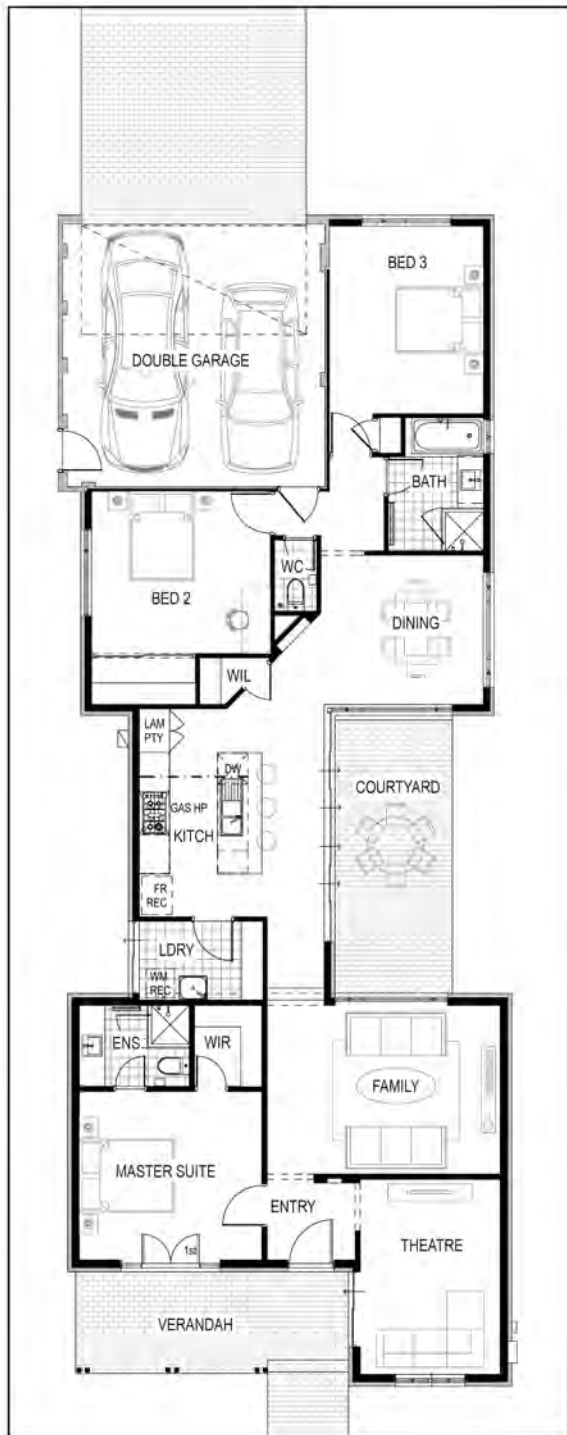 BED 3
DOUBLE GARAGE
BATH
WC
BED 2
DINING
WIL
LAM
PTY
DW
COURTYARD
GAS HP
KITCH
FR
REC
LDRY
WM
REC
ENS
WIR
FAMILY
MASTER SUITE
ENTRY
1st
THEATRE
VERANDAH